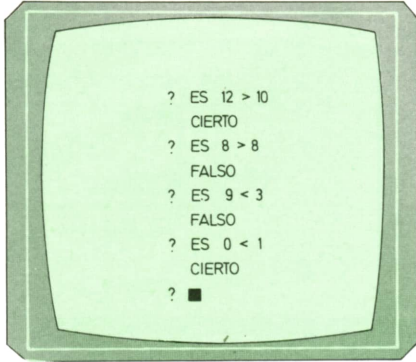 ? ES 12 > 10
CIERTO
? ES 8 > 8
FALSO
? ES 9 < 3
FALSO
? ES 0 < 1
CIERTO
? ■